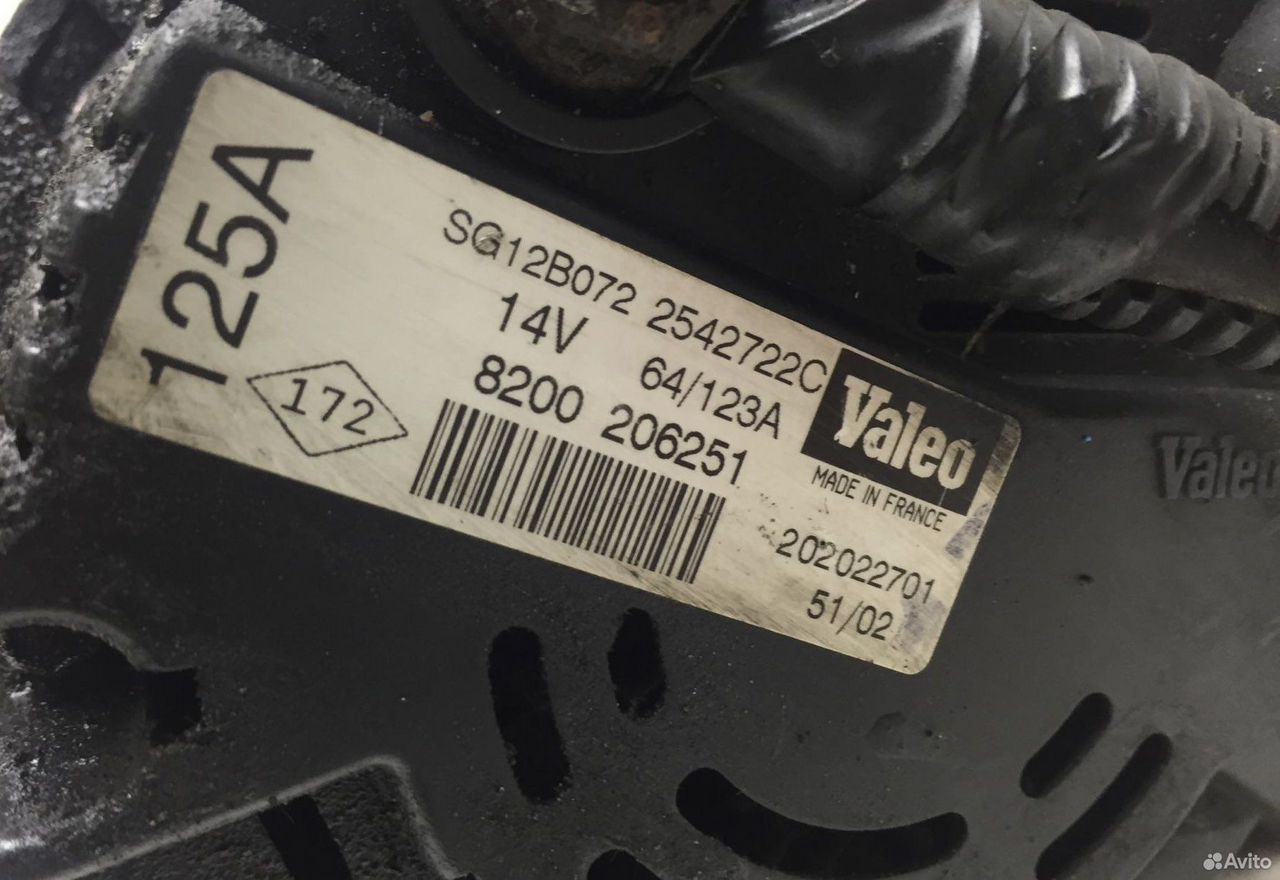 125A
SG12B072 2542722C
14V 64/123A
8200 206251
172
Valeo
MADE IN FRANCE
202022701
51/02
Valeo
Avito